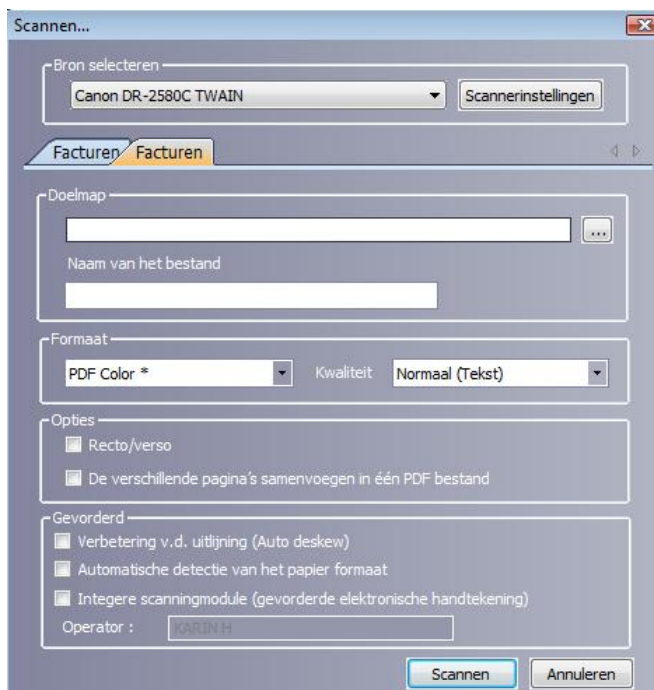 Scannen...
Bron selecteren
Canon DR-2580C TWAIN
Scannerinstellingen
Facturen
Facturen
Doelmap
...
Naam van het bestand
Formaat
PDF Color *
Kwaliteit
Normaal (Tekst)
Opties
Recto/verso
De verschillende pagina's samenvoegen in één PDF bestand
Gevorderd
Verbetering v.d. uitlijning (Auto deskew)
Automatische detectie van het papier formaat
Integere scanningmodule (gevorderde elektronische handtekening)
Operator :
KARIN H
Scannen
Annuleren